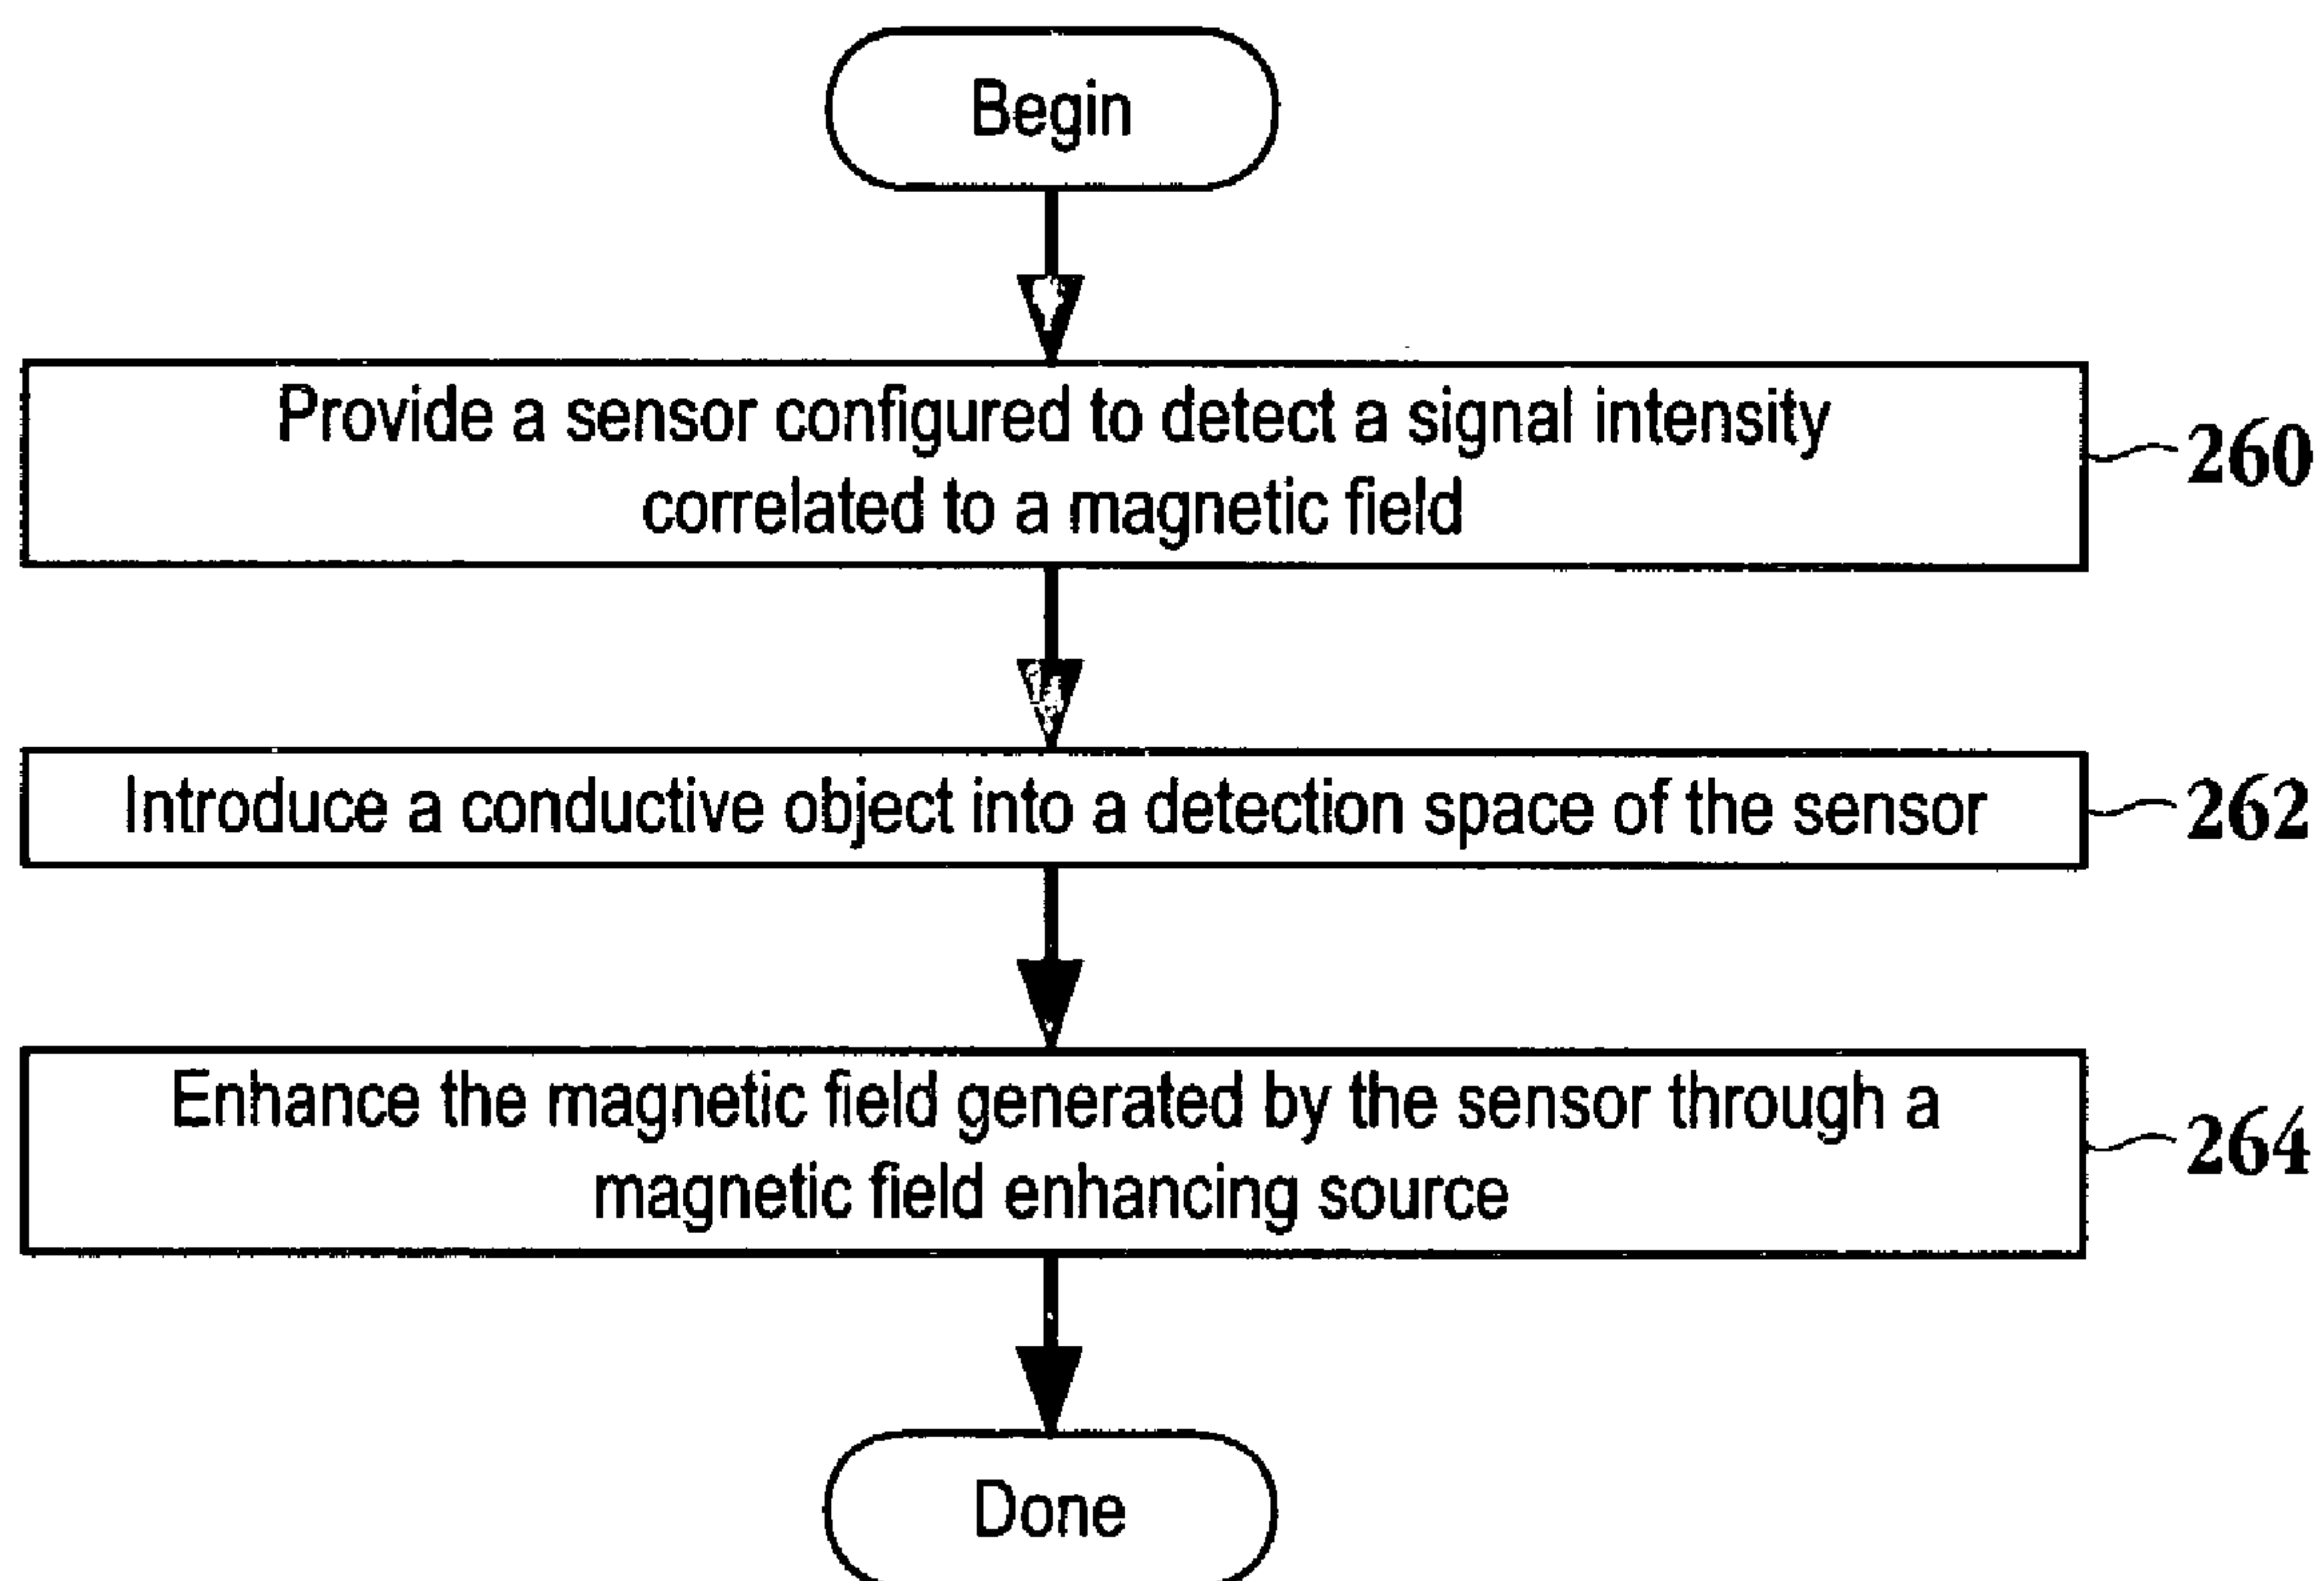 Begin
Provide a sensor configured to detect a signal intensity
correlated to a magnetic field
260
Introduce a conductive object into a detection space of the sensor
262
Enhance the magnetic field generated by the sensor through a
magnetic field enhancing source
264
Done